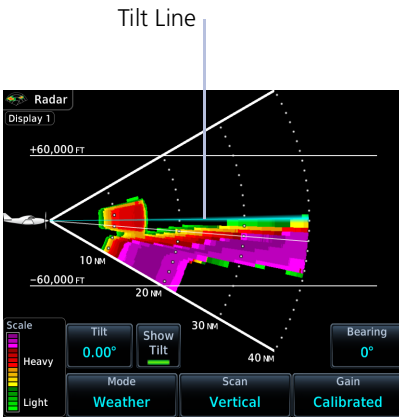 Tilt Line
Radar
Display 1
+60,000 FT
10 NM
-60,000 FT
20 NM
30 NM
40 NM
Scale
Heavy
Light
Tilt
0.00°
Show
Tilt
Bearing
0°
Mode
Weather
Scan
Vertical
Gain
Calibrated